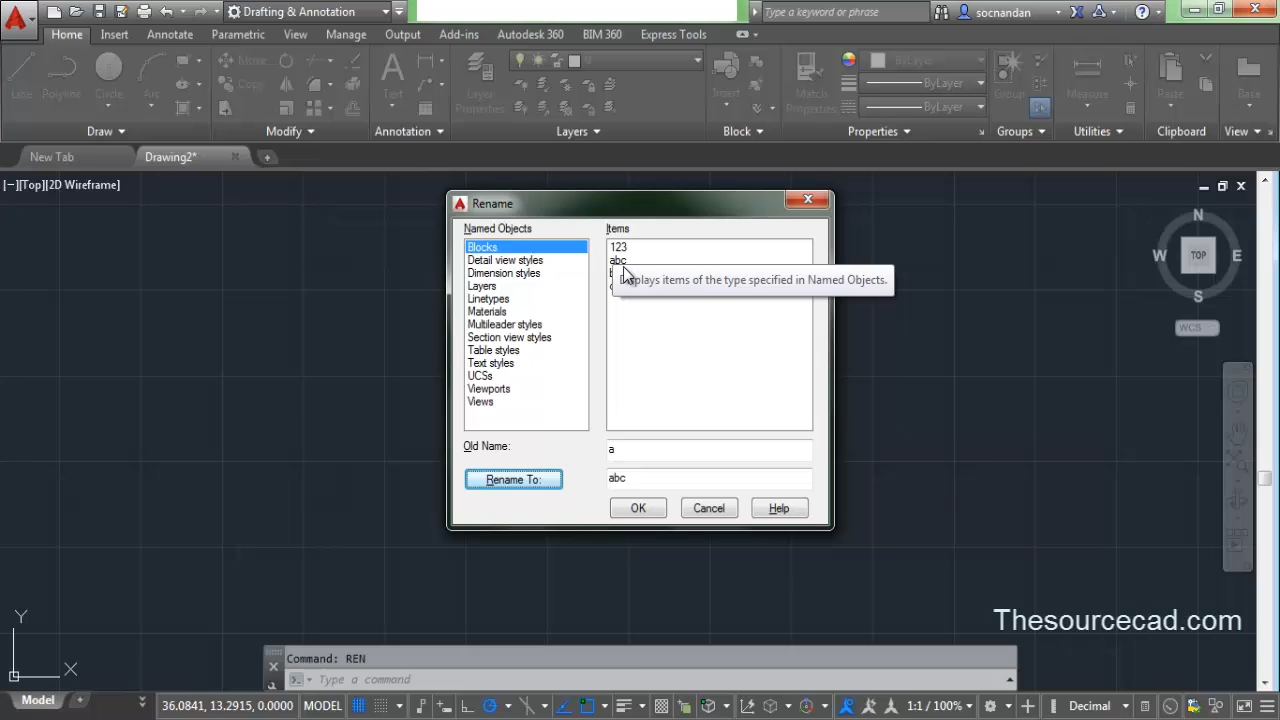 Drafting & Annotation
Type a keyword or phrase
socnandan
Home Insert Annotate Parametric View Manage Output Add-ins Autodesk 360 BIM 360 Express Tools
Line Polyline Circle Arc
Move
Copy
Text
Layer Properties
Insert
Match Properties
ByLayer
ByLayer
ByLayer
Group
Measure
Paste
Base
Draw Modify Annotation Layers Block Properties Groups Utilities Clipboard View
New Tab
Drawing2*
[−][Top][2D Wireframe]
Rename
Named Objects
Items
Blocks
Detail view styles
Dimension styles
Layers
Linetypes
Materials
Multileader styles
Section view styles
Table styles
Text styles
UCSs
Viewports
Views
123
abc
Displays items of the type specified in Named Objects.
Old Name:
a
Rename To:
abc
OK Cancel Help
N
W TOP E
S
WCS
Y
X
Thesourcecad.com
Command: REN
Type a command
Model
36.0841, 13.2915, 0.0000 MODEL
1:1 / 100%
Decimal